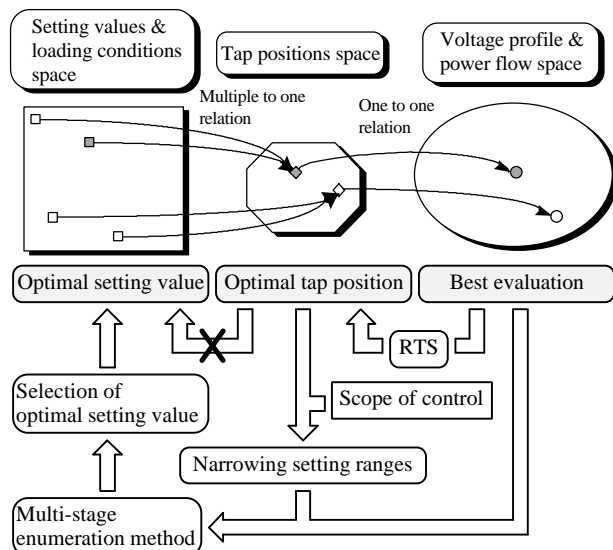 Setting values &
loading conditions
space
Tap positions space
Voltage profile &
power flow space
Multiple to one
relation
One to one
relation
Optimal setting value
Optimal tap position
Best evaluation
RTS
Selection of
optimal setting value
Scope of control
Narrowing setting ranges
Multi-stage
enumeration method